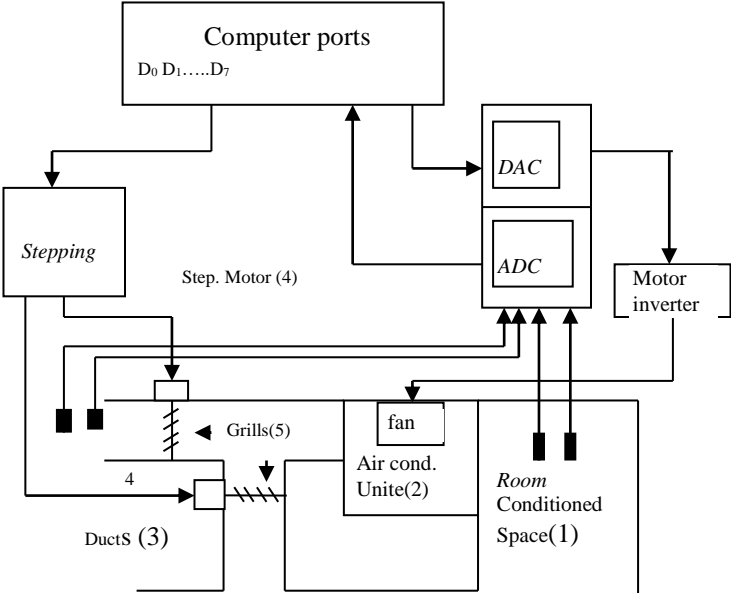 Computer ports
D₀ D₁…..D₇
DAC
Stepping
ADC
Step. Motor (4)
Motor
inverter
fan
Grills(5)
Air cond.
Unite(2)
4
Room
Conditioned
Space(1)
DuctS (3)